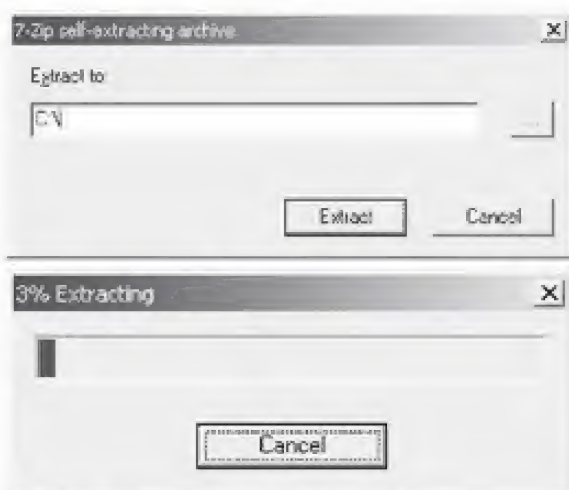 7-Zip self-extracting archive
Extract to:
C:\
...
Extract Cancel
3% Extracting
Cancel